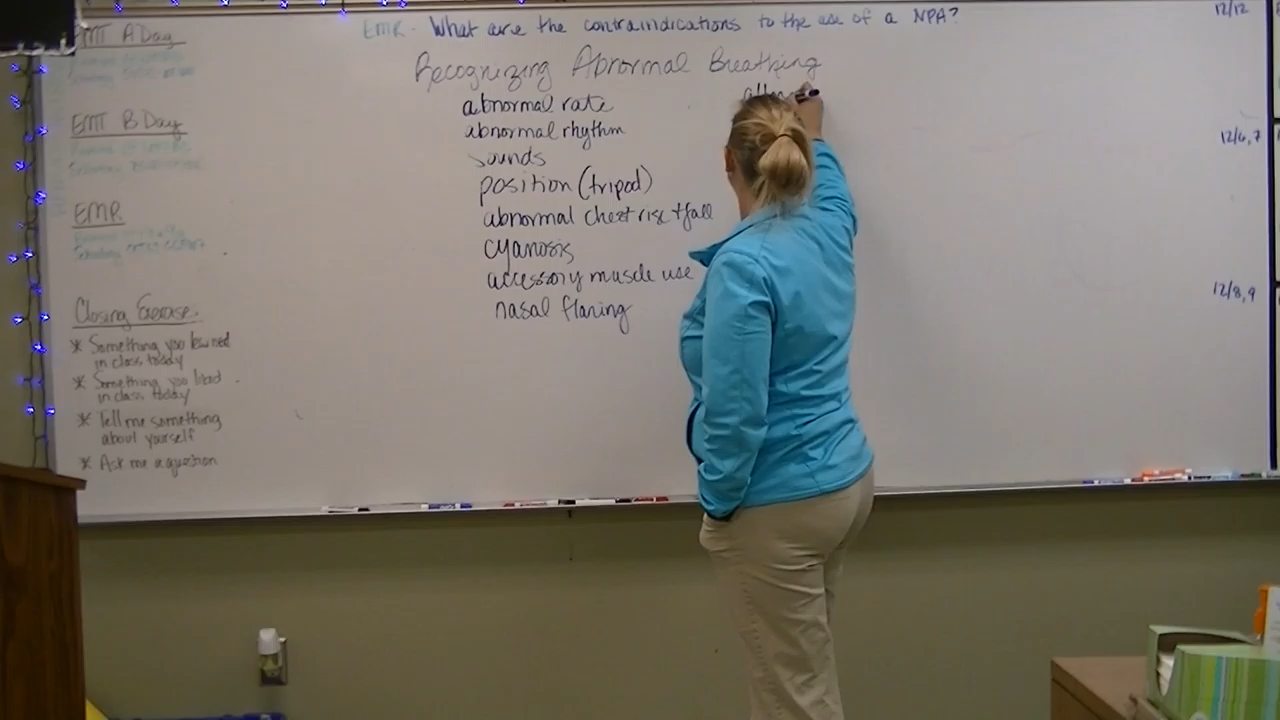 EMR - What are the contraindications to the use of a NPA?
Recognizing Abnormal Breathing
abnormal rate
abnormal rhythm
sounds
position (tripod)
abnormal chest rise + fall
cyanosis
accessory muscle use
nasal flaring
EMT A Day
EMT B Day
EMR
Closing Exercise
* Something you learned
in class today
* Something you liked
in class today
* Tell me something
about yourself
* Ask me a question
12/12
12/6,7
12/8,9